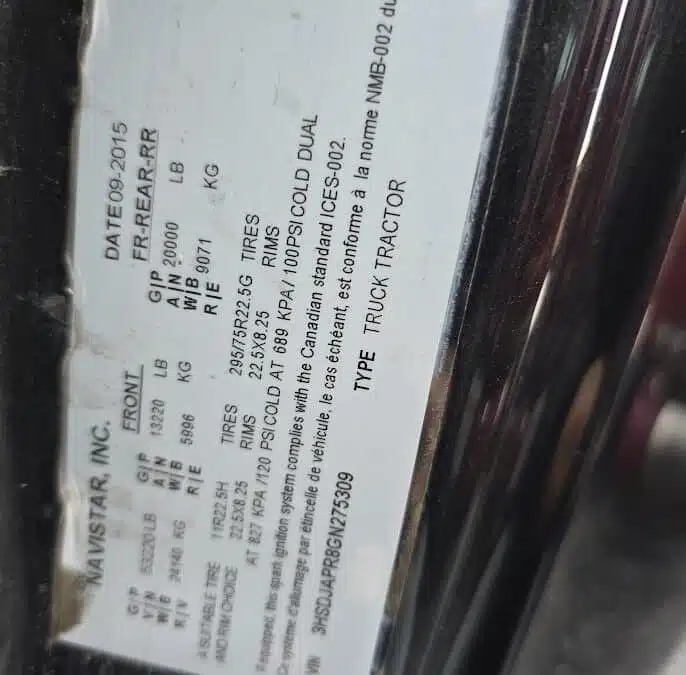 NAVISTAR, INC. DATE09-2015
FRONT FR-REAR-RR
G|P G|P G|P
V|N 53220 LB A|N 13220 LB A|N 20000 LB
W|B 24140 KG W|B 5996 KG W|B 9071 KG
R|V R|E R|E
A SUITABLE TIRE 11R22.5H TIRES 295/75R22.5G TIRES
AND RIM CHOICE 22.5X8.25 RIMS 22.5X8.25 RIMS
AT 827 KPA /120 PSI COLD AT 689 KPA/ 100PSI COLD DUAL
If equipped, this spark ignition system complies with the Canadian standard ICES-002.
Ce système d'allumage par étincelle de véhicule, le cas échéant, est conforme à la norme NMB-002 du
VIN 3HSDJAPR8GN275309 TYPE TRUCK TRACTOR